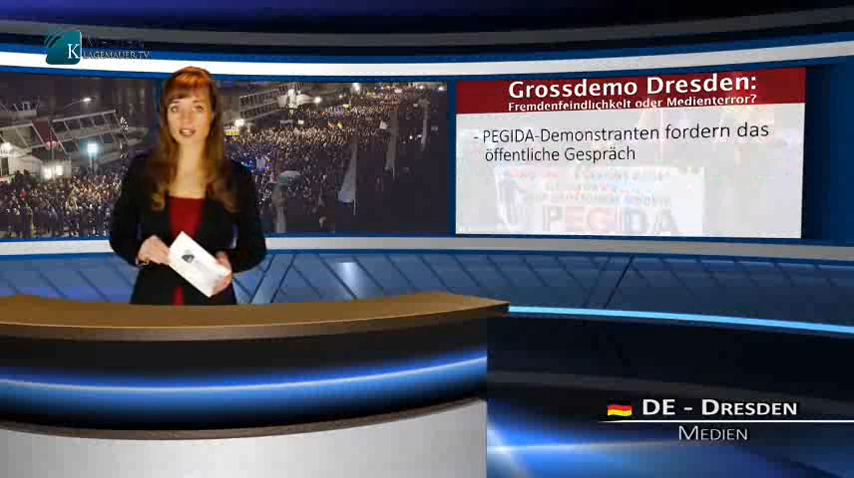 KLAGEMAUER.TV
Grossdemo Dresden:
Fremdenfeindlichkeit oder Medienterror?
- PEGIDA-Demonstranten fordern das
öffentliche Gespräch
PEGIDA
DE - DRESDEN
MEDIEN